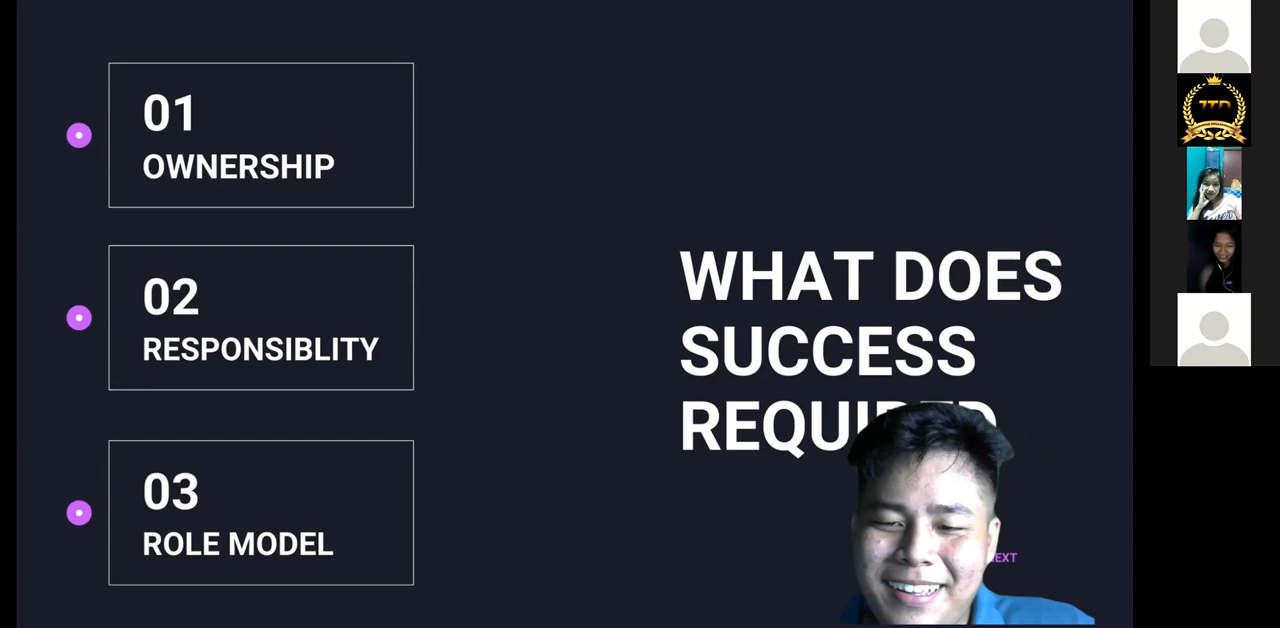 01
OWNERSHIP
02
RESPONSIBLITY
03
ROLE MODEL
WHAT DOES
SUCCESS